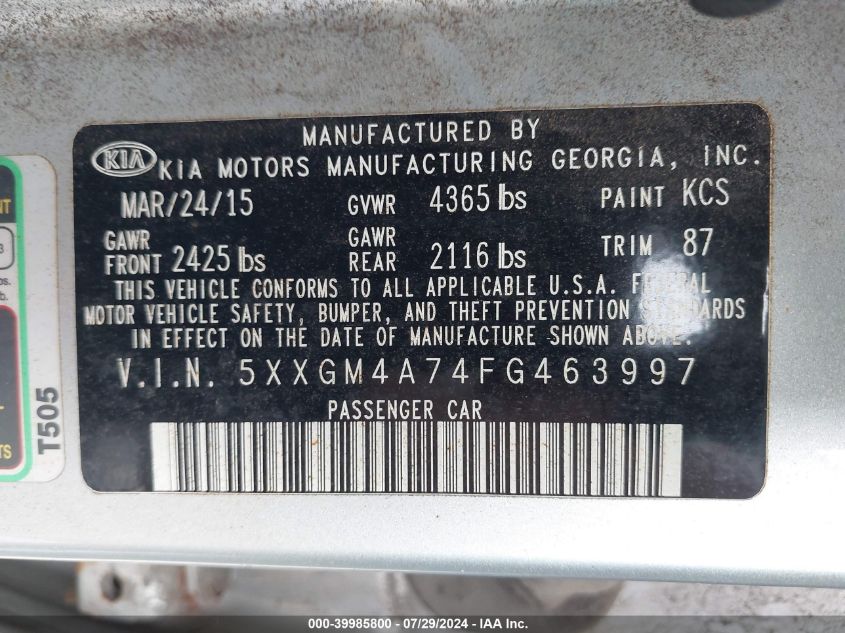 MANUFACTURED BY
KIA KIA MOTORS MANUFACTURING GEORGIA, INC.
MAR/24/15 GVWR 4365 lbs PAINT KCS
GAWR FRONT 2425 lbs GAWR REAR 2116 lbs TRIM 87
THIS VEHICLE CONFORMS TO ALL APPLICABLE U.S.A. FEDERAL
MOTOR VEHICLE SAFETY, BUMPER, AND THEFT PREVENTION STANDARDS
IN EFFECT ON THE DATE OF MANUFACTURE SHOWN ABOVE.
V.I.N. 5XXGM4A74FG463997
PASSENGER CAR
T505
000-39985800 / 07/29/2024 - IAA Inc.